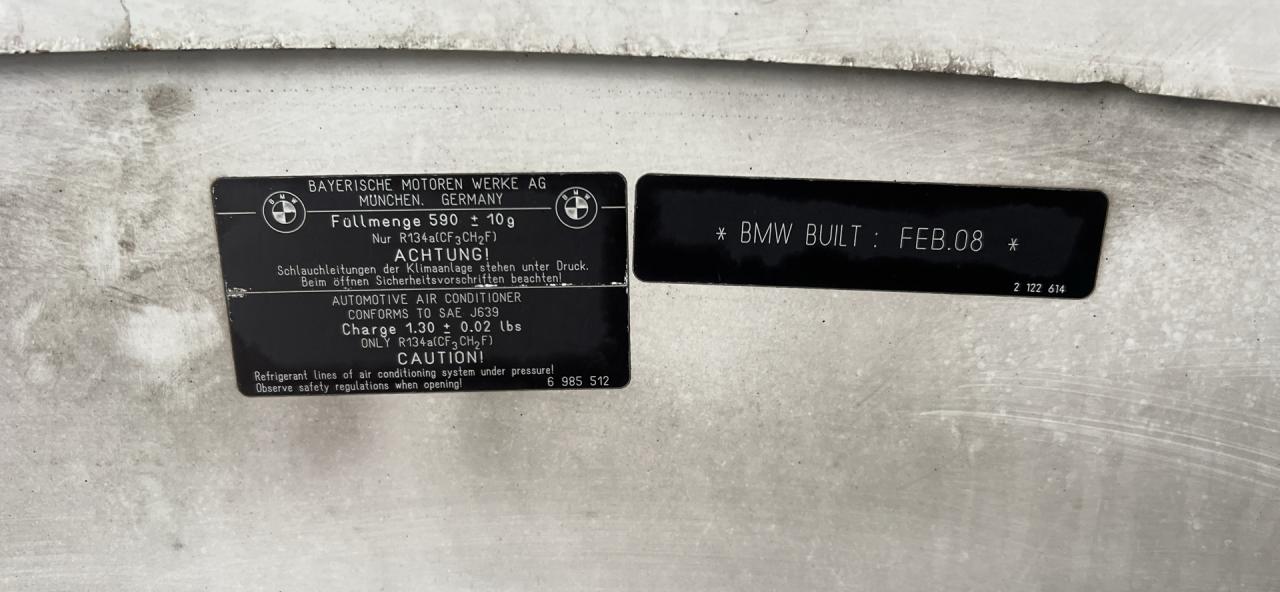 BAYERISCHE MOTOREN WERKE AG
MÜNCHEN. GERMANY
BMW
BMW
Füllmenge 590 ± 10g
Nur R134a(CF₃CH₂F)
ACHTUNG!
Schlauchleitungen der Klimaanlage stehen unter Druck.
Beim öffnen Sicherheitsvorschriften beachten!
AUTOMOTIVE AIR CONDITIONER
CONFORMS TO SAE J639
Charge 1.30 ± 0.02 lbs
ONLY R134a(CF₃CH₂F)
CAUTION!
Refrigerant lines of air conditioning system under pressure!
Observe safety regulations when opening!
6 985 512
* BMW BUILT : FEB.08 *
2 122 614